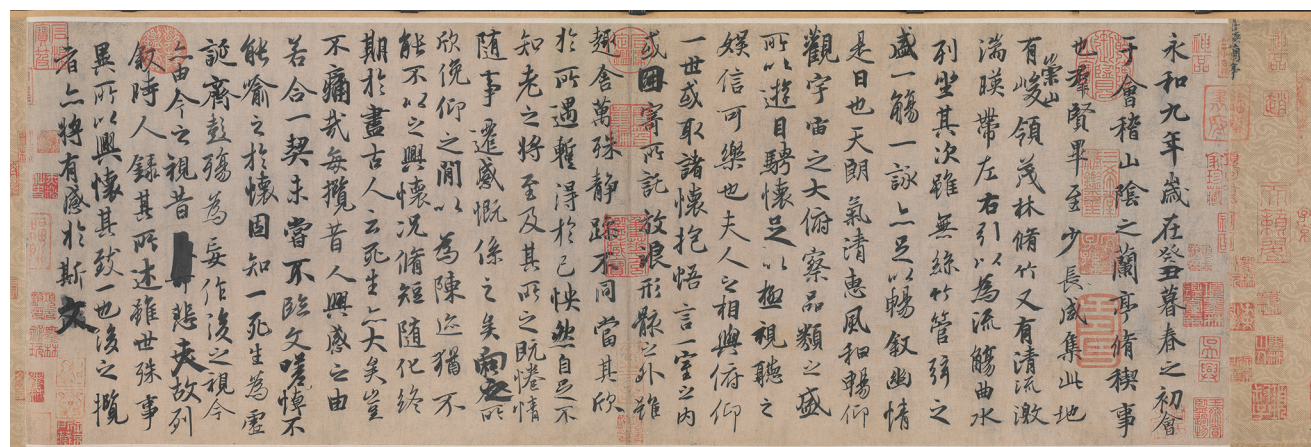 永和九年歲在癸丑暮春之初會
于會稽山陰之蘭亭脩稧事
也羣賢畢至少長咸集此地
有崇山峻領茂林脩竹又有清流激
湍暎帶左右引以為流觴曲水
列坐其次雖無絲竹管弦之
盛一觴一詠亦足以暢敘幽情
是日也天朗氣清惠風和暢仰
觀宇宙之大俯察品類之盛
所以遊目騁懷足以極視聽之
娛信可樂也夫人之相與俯仰
一世或取諸懷抱悟言一室之內
或因寄所託放浪形骸之外雖
趣舍萬殊靜躁不同當其欣
於所遇暫得於己怏然自足不
知老之將至及其所之既惓情
隨事遷感慨係之矣向之所
欣俛仰之閒以為陳迹猶不
能不以之興懷況脩短隨化終
期於盡古人云死生亦大矣豈
不痛哉每攬昔人興感之由
若合一契未嘗不臨文嗟悼不
能喻之於懷固知一死生為虛
誕齊彭殤為妄作後之視今
亦由今之視昔悲夫故列
敘時人錄其所述雖世殊事
異所以興懷其致一也後之攬
者亦將有感於斯文